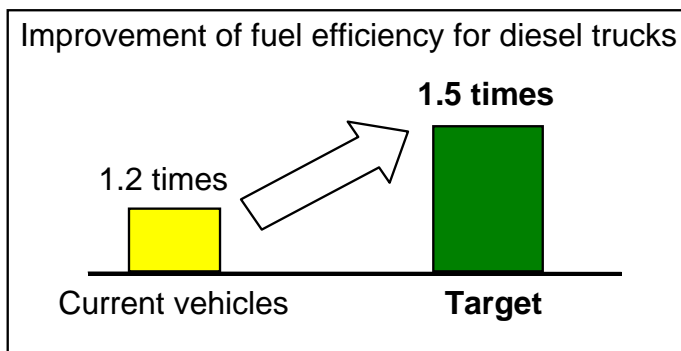 Improvement of fuel efficiency for diesel trucks
1.5 times
1.2 times
Current vehicles
Target